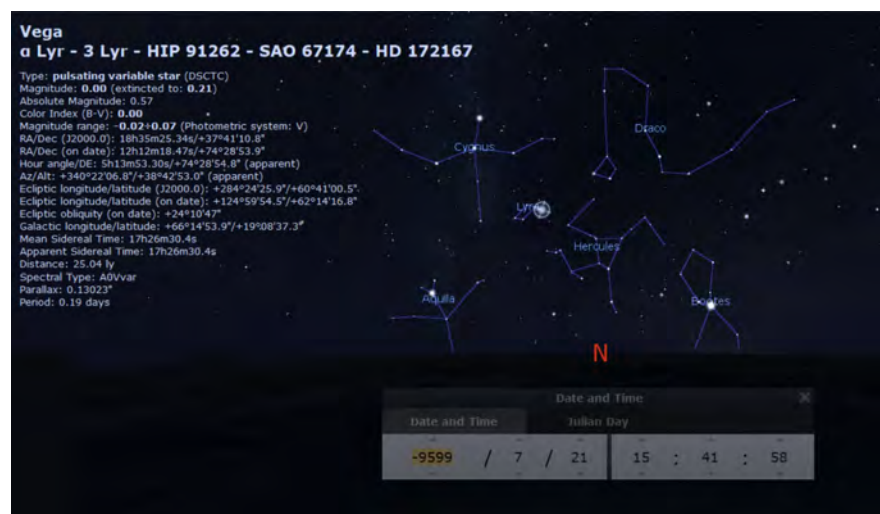 Vega
α Lyr - 3 Lyr - HIP 91262 - SAO 67174 - HD 172167
Type: pulsating variable star (DSCTC)
Magnitude: 0.00 (extincted to: 0.21)
Absolute Magnitude: 0.57
Color Index (B-V): 0.00
Magnitude range: -0.02÷0.07 (Photometric system: V)
RA/Dec (J2000.0): 18h35m25.34s/+37°41'10.8"
RA/Dec (on date): 12h12m18.47s/+74°28'53.9"
Hour angle/DE: 5h13m53.30s/+74°28'54.8" (apparent)
Az/Alt: +340°22'06.8"/+38°42'53.0" (apparent)
Ecliptic longitude/latitude (J2000.0): +284°24'25.9"/+60°41'00.5"
Ecliptic longitude/latitude (on date): +124°59'54.5"/+62°14'16.8"
Ecliptic obliquity (on date): +24°10'47"
Galactic longitude/latitude: +66°14'53.9"/+19°08'37.3"
Mean Sidereal Time: 17h26m30.4s
Apparent Sidereal Time: 17h26m30.4s
Distance: 25.04 ly
Spectral Type: A0Vvar
Parallax: 0.13023"
Period: 0.19 days
Draco
Cygnus
Lyra
Hercules
Aquila
Bootes
N
Date and Time
Date and Time Julian Day
-9599 / 7 / 21 15 : 41 : 58